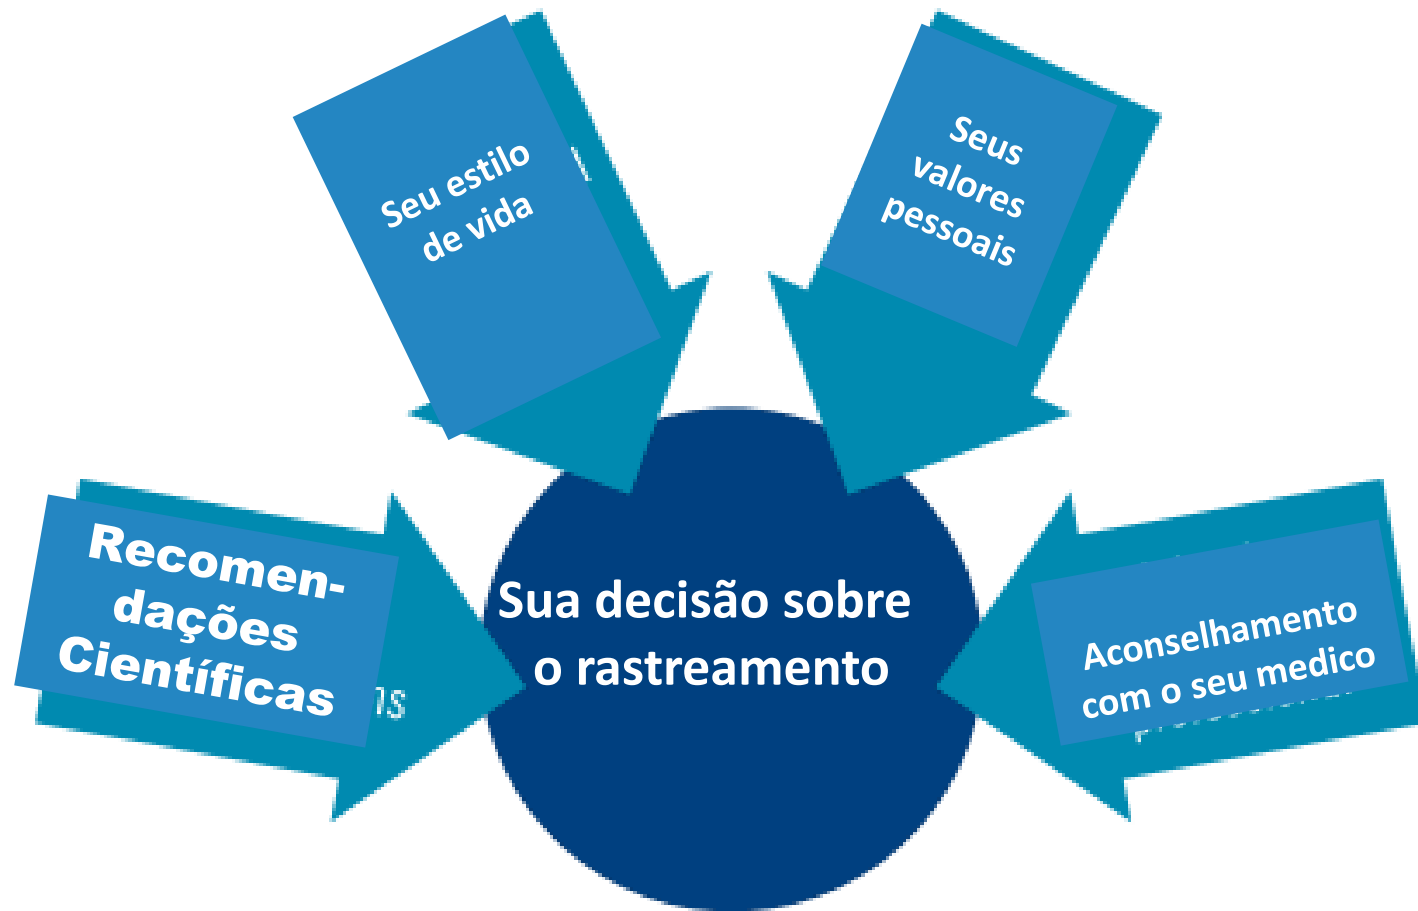 Seu estilo
de vida
Seus
valores
pessoais
Recomen-
dações
Científicas
Sua decisão sobre
o rastreamento
Aconselhamento
com o seu medico